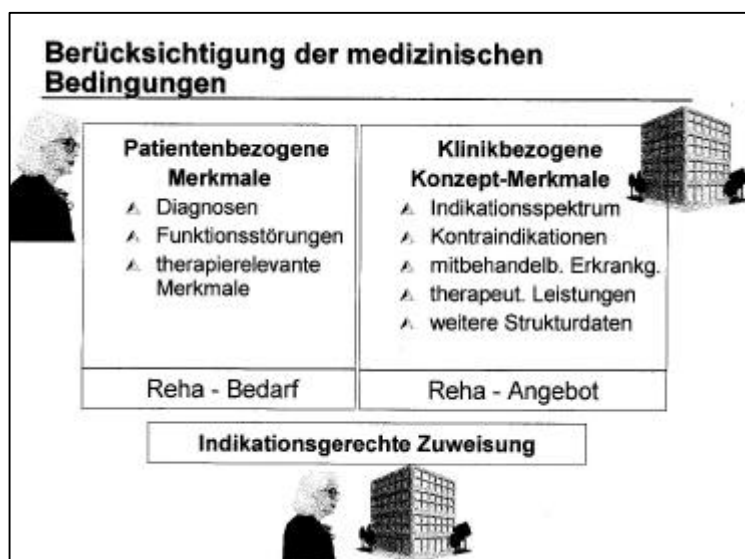 Berücksichtigung der medizinischen
Bedingungen
Patientenbezogene
Merkmale
Diagnosen
Funktionsstörungen
therapierelevante
Merkmale
Reha - Bedarf
Klinikbezogene
Konzept-Merkmale
Indikationsspektrum
Kontraindikationen
mitbehandelb. Erkrankg.
therapeut. Leistungen
weitere Strukturdaten
Reha - Angebot
Indikationsgerechte Zuweisung